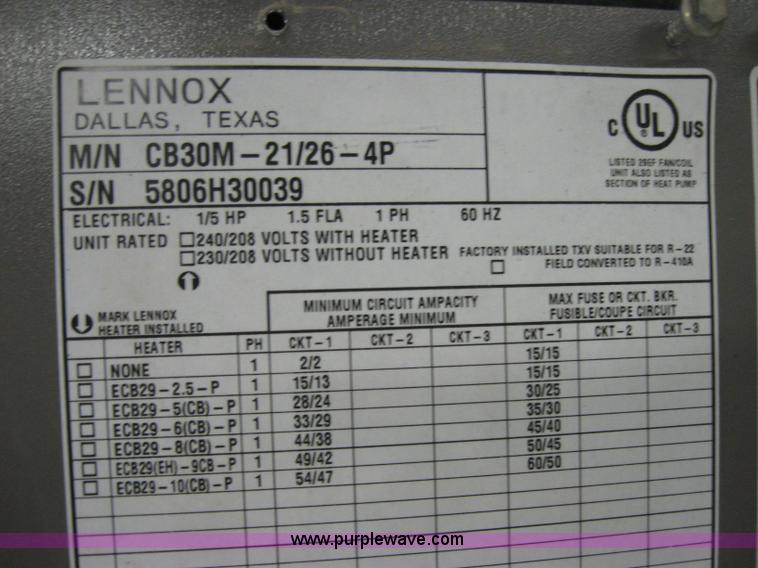 LENNOX
DALLAS, TEXAS
M/N CB30M-21/26-4P
S/N 5806H30039
C UL US
LISTED 29EF FAN/COIL
UNIT ALSO LISTED AS
SECTION OF HEAT PUMP
ELECTRICAL: 1/5 HP 1.5 FLA 1 PH 60 HZ
UNIT RATED 240/208 VOLTS WITH HEATER
230/208 VOLTS WITHOUT HEATER
FACTORY INSTALLED TXV SUITABLE FOR R-22
FIELD CONVERTED TO R-410A
MARK LENNOX
HEATER INSTALLED
MINIMUM CIRCUIT AMPACITY
AMPERAGE MINIMUM
MAX FUSE OR CKT. BKR.
FUSIBLE/COUPE CIRCUIT
HEATER PH CKT-1 CKT-2 CKT-3 CKT-1 CKT-2 CKT-3
NONE 1 2/2 15/15
ECB29-2.5-P 1 15/13 15/15
ECB29-5(CB)-P 1 28/24 30/25
ECB29-6(CB)-P 1 33/29 35/30
ECB29-8(CB)-P 1 44/38 45/40
ECB29(EH)-9CB-P 1 49/42 50/45
ECB29-10(CB)-P 1 54/47 60/50
www.purplewave.com